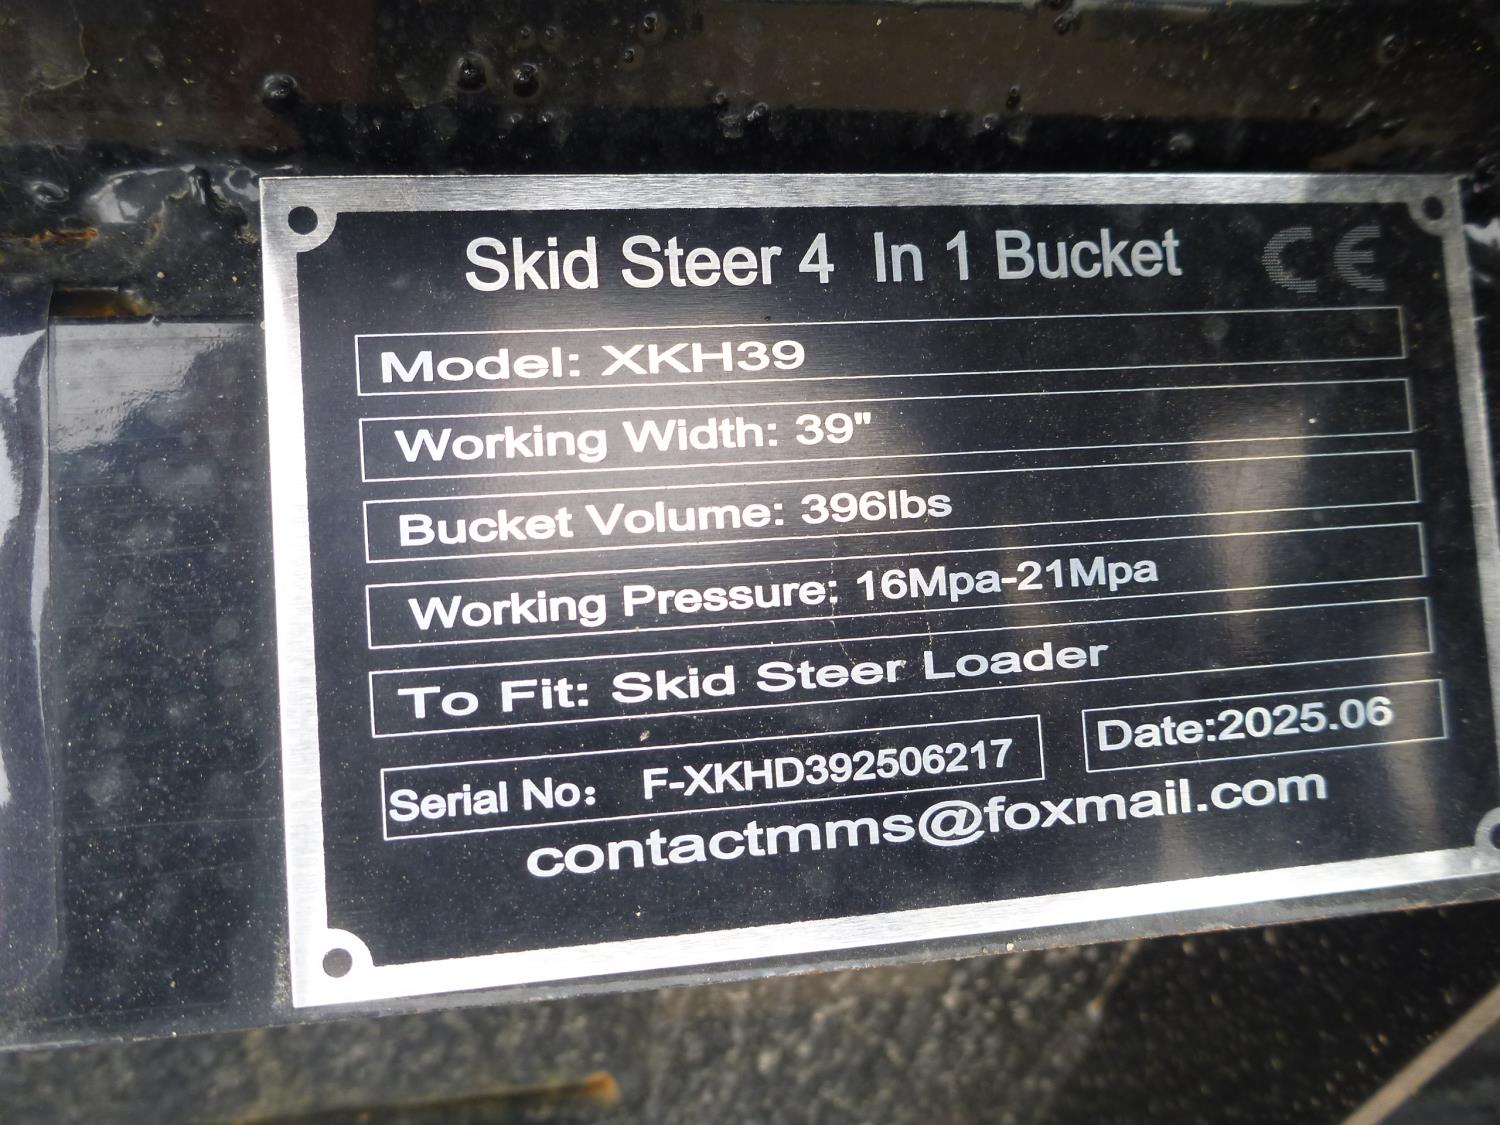 Skid Steer 4 In 1 Bucket CE
Model: XKH39
Working Width: 39"
Bucket Volume: 396lbs
Working Pressure: 16Mpa-21Mpa
To Fit: Skid Steer Loader
Serial No: F-XKHD392506217 Date:2025.06
contactmms@foxmail.com